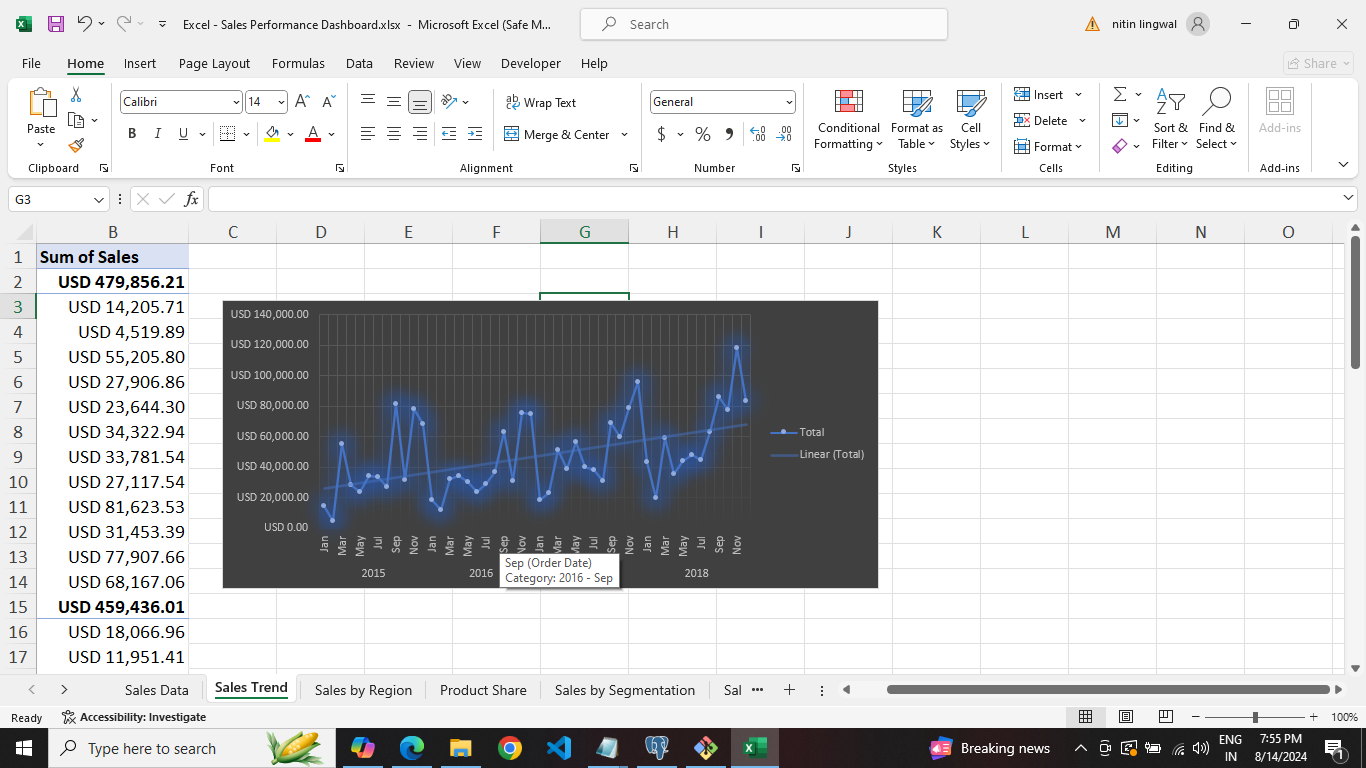 Excel - Sales Performance Dashboard.xlsx - Microsoft Excel (Safe M...
Search
nitin lingwal
File Home Insert Page Layout Formulas Data Review View Developer Help
Share
Calibri 14
Wrap Text
General
Insert
Paste
B I U
Merge & Center
Conditional Formatting
Format as Table
Cell Styles
Delete
Format
Sort & Filter
Find & Select
Add-ins
Clipboard Font Alignment Number Styles Cells Editing Add-ins
G3
fx
B C D E F G H I J K L M N O
1 Sum of Sales
2 USD 479,856.21
3 USD 14,205.71
4 USD 4,519.89
5 USD 55,205.80
6 USD 27,906.86
7 USD 23,644.30
8 USD 34,322.94
9 USD 33,781.54
10 USD 27,117.54
11 USD 81,623.53
12 USD 31,453.39
13 USD 77,907.66
14 USD 68,167.06
15 USD 459,436.01
16 USD 18,066.96
17 USD 11,951.41
USD 140,000.00
USD 120,000.00
USD 100,000.00
USD 80,000.00
USD 60,000.00
USD 40,000.00
USD 20,000.00
USD 0.00
Total
Linear (Total)
Jan Mar May Jul Sep Nov Jan Mar May Jul Sep Nov Jan Mar May Jul Sep Nov Jan Mar May Jul Sep Nov
2015 2016 2018
Sep (Order Date)
Category: 2016 - Sep
Sales Data Sales Trend Sales by Region Product Share Sales by Segmentation Sal ...
Ready
Accessibility: Investigate
100%
Type here to search
Breaking news
ENG
IN
7:55 PM
8/14/2024
1